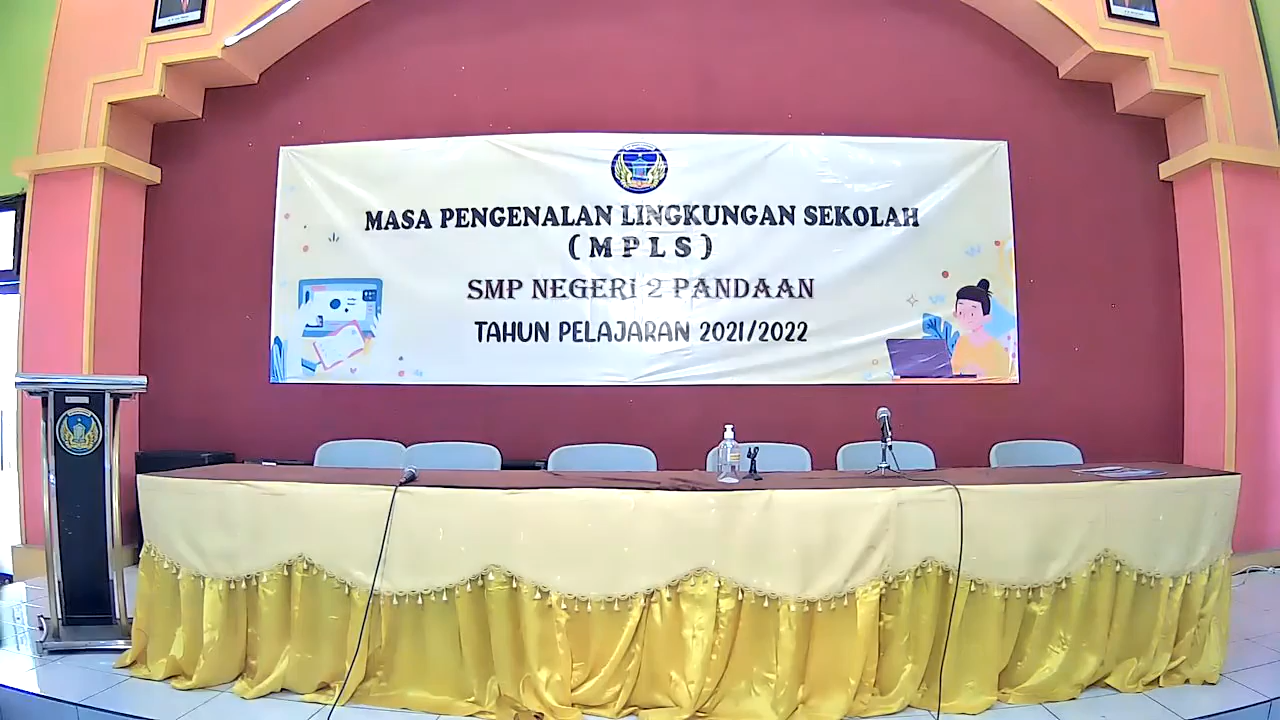 MASA PENGENALAN LINGKUNGAN SEKOLAH
( M P L S )
SMP NEGERI 2 PANDAAN
TAHUN PELAJARAN 2021/2022